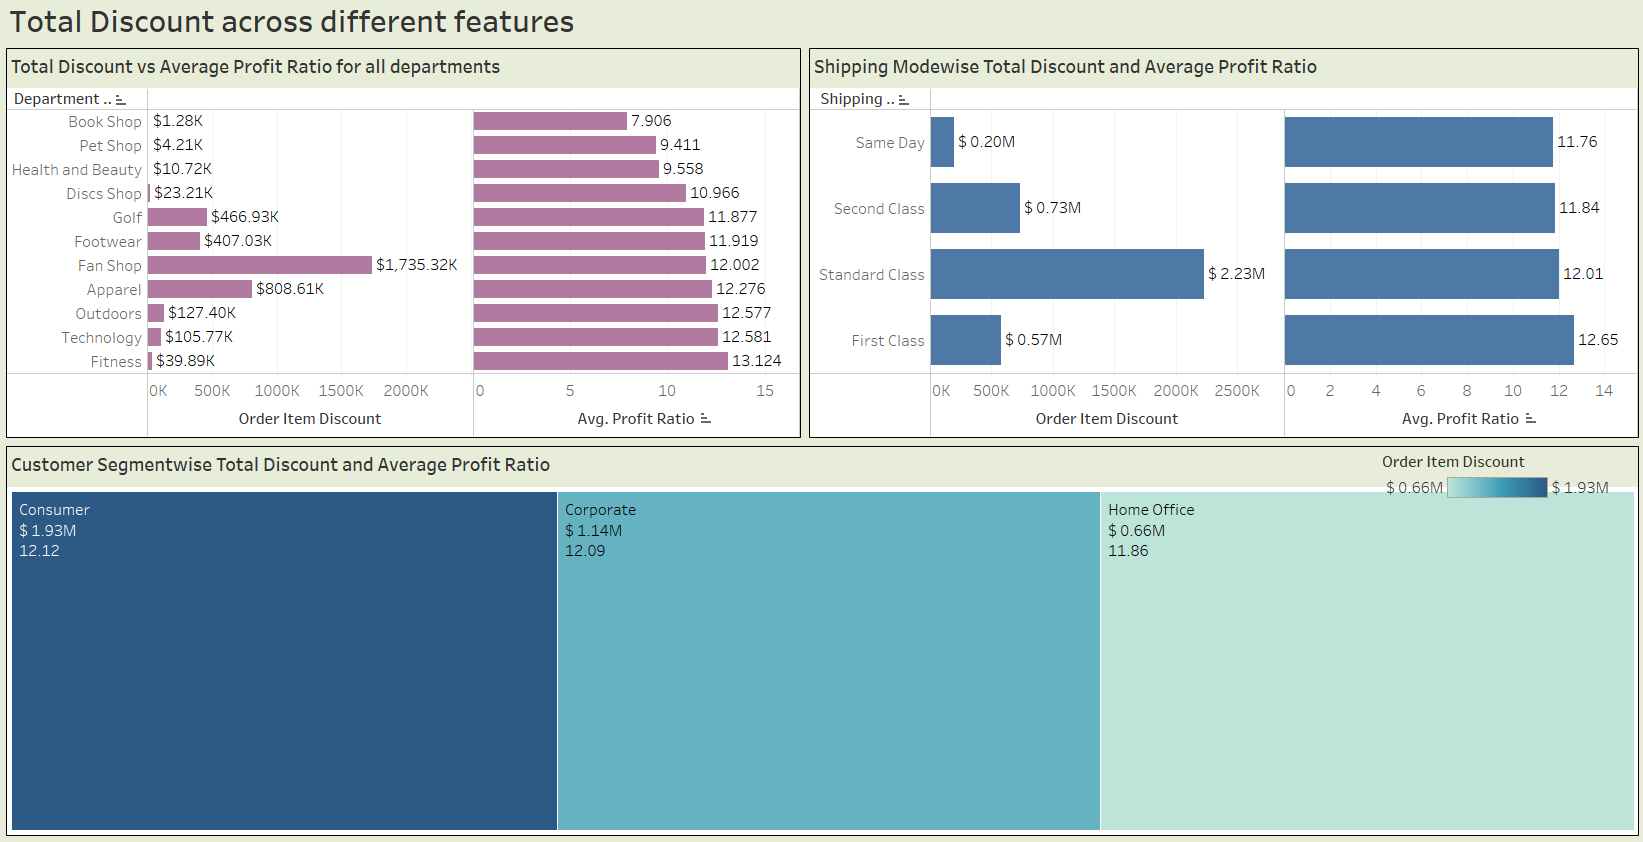 Total Discount across different features
Total Discount vs Average Profit Ratio for all departments
Department ..
Book Shop $1.28K 7.906
Pet Shop $4.21K 9.411
Health and Beauty $10.72K 9.558
Discs Shop $23.21K 10.966
Golf $466.93K 11.877
Footwear $407.03K 11.919
Fan Shop $1,735.32K 12.002
Apparel $808.61K 12.276
Outdoors $127.40K 12.577
Technology $105.77K 12.581
Fitness $39.89K 13.124
0K 500K 1000K 1500K 2000K 0 5 10 15
Order Item Discount Avg. Profit Ratio
Shipping Modewise Total Discount and Average Profit Ratio
Shipping ..
Same Day $ 0.20M 11.76
Second Class $ 0.73M 11.84
Standard Class $ 2.23M 12.01
First Class $ 0.57M 12.65
0K 500K 1000K 1500K 2000K 2500K 0 2 4 6 8 10 12 14
Order Item Discount Avg. Profit Ratio
Customer Segmentwise Total Discount and Average Profit Ratio
Order Item Discount
$ 0.66M $ 1.93M
Consumer
$ 1.93M
12.12
Corporate
$ 1.14M
12.09
Home Office
$ 0.66M
11.86